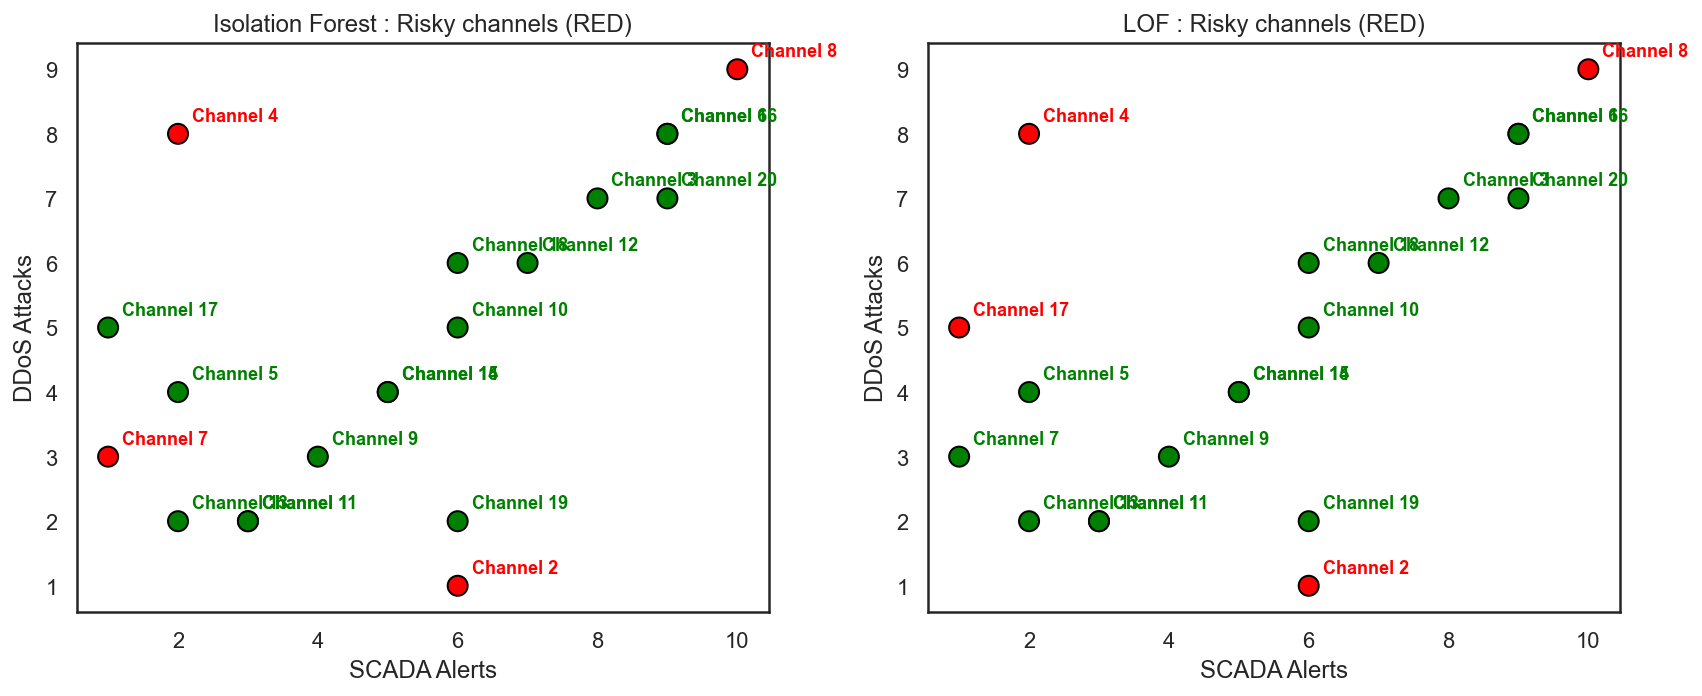 Isolation Forest : Risky channels (RED)
Channel 8
Channel 4
Channel 20
Channel 12
Channel 17
Channel 10
Channel 5
Channel 7
Channel 9
Channel 11
Channel 19
Channel 2
9
8
7
6
5
4
3
2
1
DDoS Attacks
2 4 6 8 10
SCADA Alerts
LOF : Risky channels (RED)
Channel 8
Channel 4
Channel 20
Channel 12
Channel 17
Channel 10
Channel 5
Channel 7
Channel 9
Channel 11
Channel 19
Channel 2
9
8
7
6
5
4
3
2
1
DDoS Attacks
2 4 6 8 10
SCADA Alerts